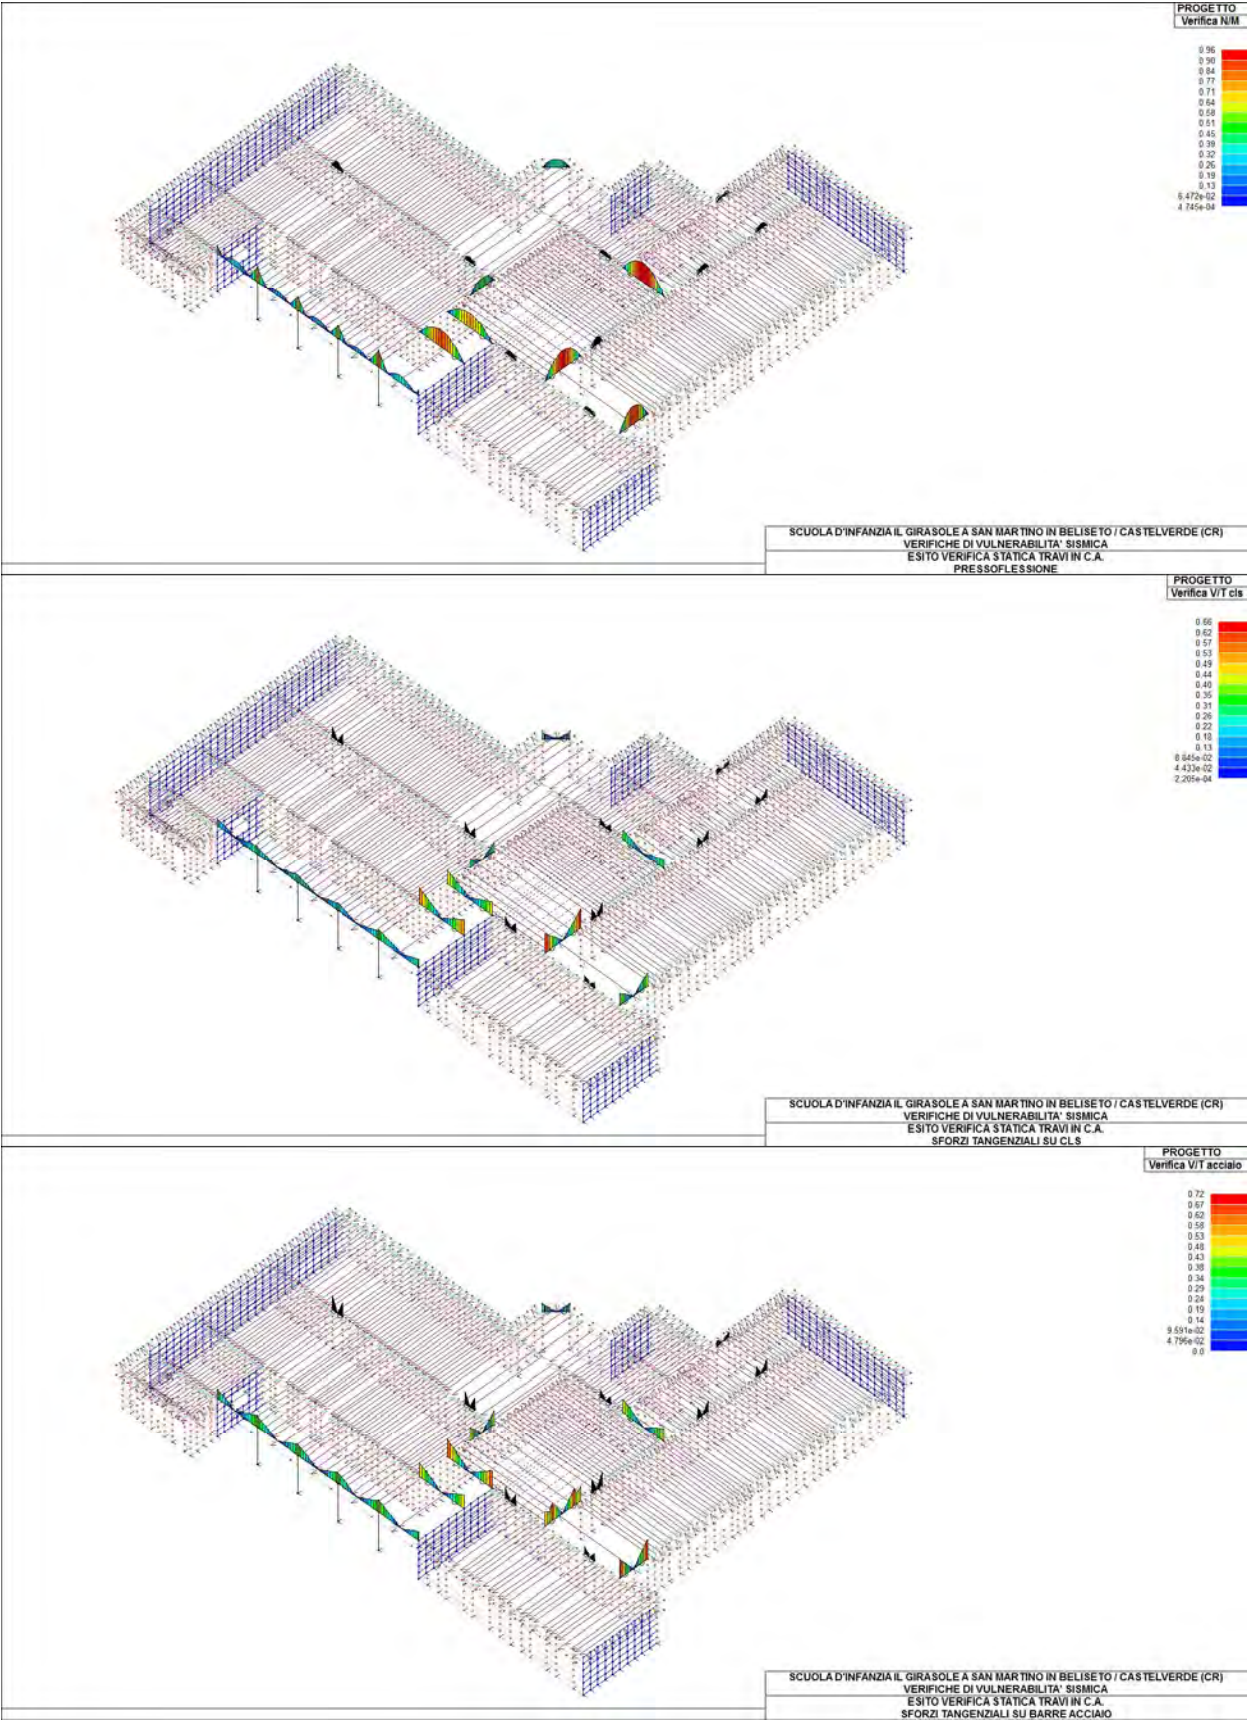 PROGETTO
Verifica N/M
0.96
0.90
0.84
0.77
0.71
0.64
0.58
0.51
0.45
0.39
0.32
0.26
0.19
0.13
6.472e-02
4.745e-04
SCUOLA D'INFANZIA IL GIRASOLE A SAN MARTINO IN BELISETO / CASTELVERDE (CR)
VERIFICHE DI VULNERABILITA' SISMICA
ESITO VERIFICA STATICA TRAVI IN C.A.
PRESSOFLESSIONE
PROGETTO
Verifica V/T cls
0.66
0.62
0.57
0.53
0.49
0.44
0.40
0.35
0.31
0.26
0.22
0.18
0.13
8.845e-02
4.433e-02
2.205e-04
SCUOLA D'INFANZIA IL GIRASOLE A SAN MARTINO IN BELISETO / CASTELVERDE (CR)
VERIFICHE DI VULNERABILITA' SISMICA
ESITO VERIFICA STATICA TRAVI IN C.A.
SFORZI TANGENZIALI SU CLS
PROGETTO
Verifica V/T acciaio
0.72
0.67
0.62
0.58
0.53
0.48
0.43
0.38
0.34
0.29
0.24
0.19
0.14
9.591e-02
4.796e-02
0.0
SCUOLA D'INFANZIA IL GIRASOLE A SAN MARTINO IN BELISETO / CASTELVERDE (CR)
VERIFICHE DI VULNERABILITA' SISMICA
ESITO VERIFICA STATICA TRAVI IN C.A.
SFORZI TANGENZIALI SU BARRE ACCIAIO